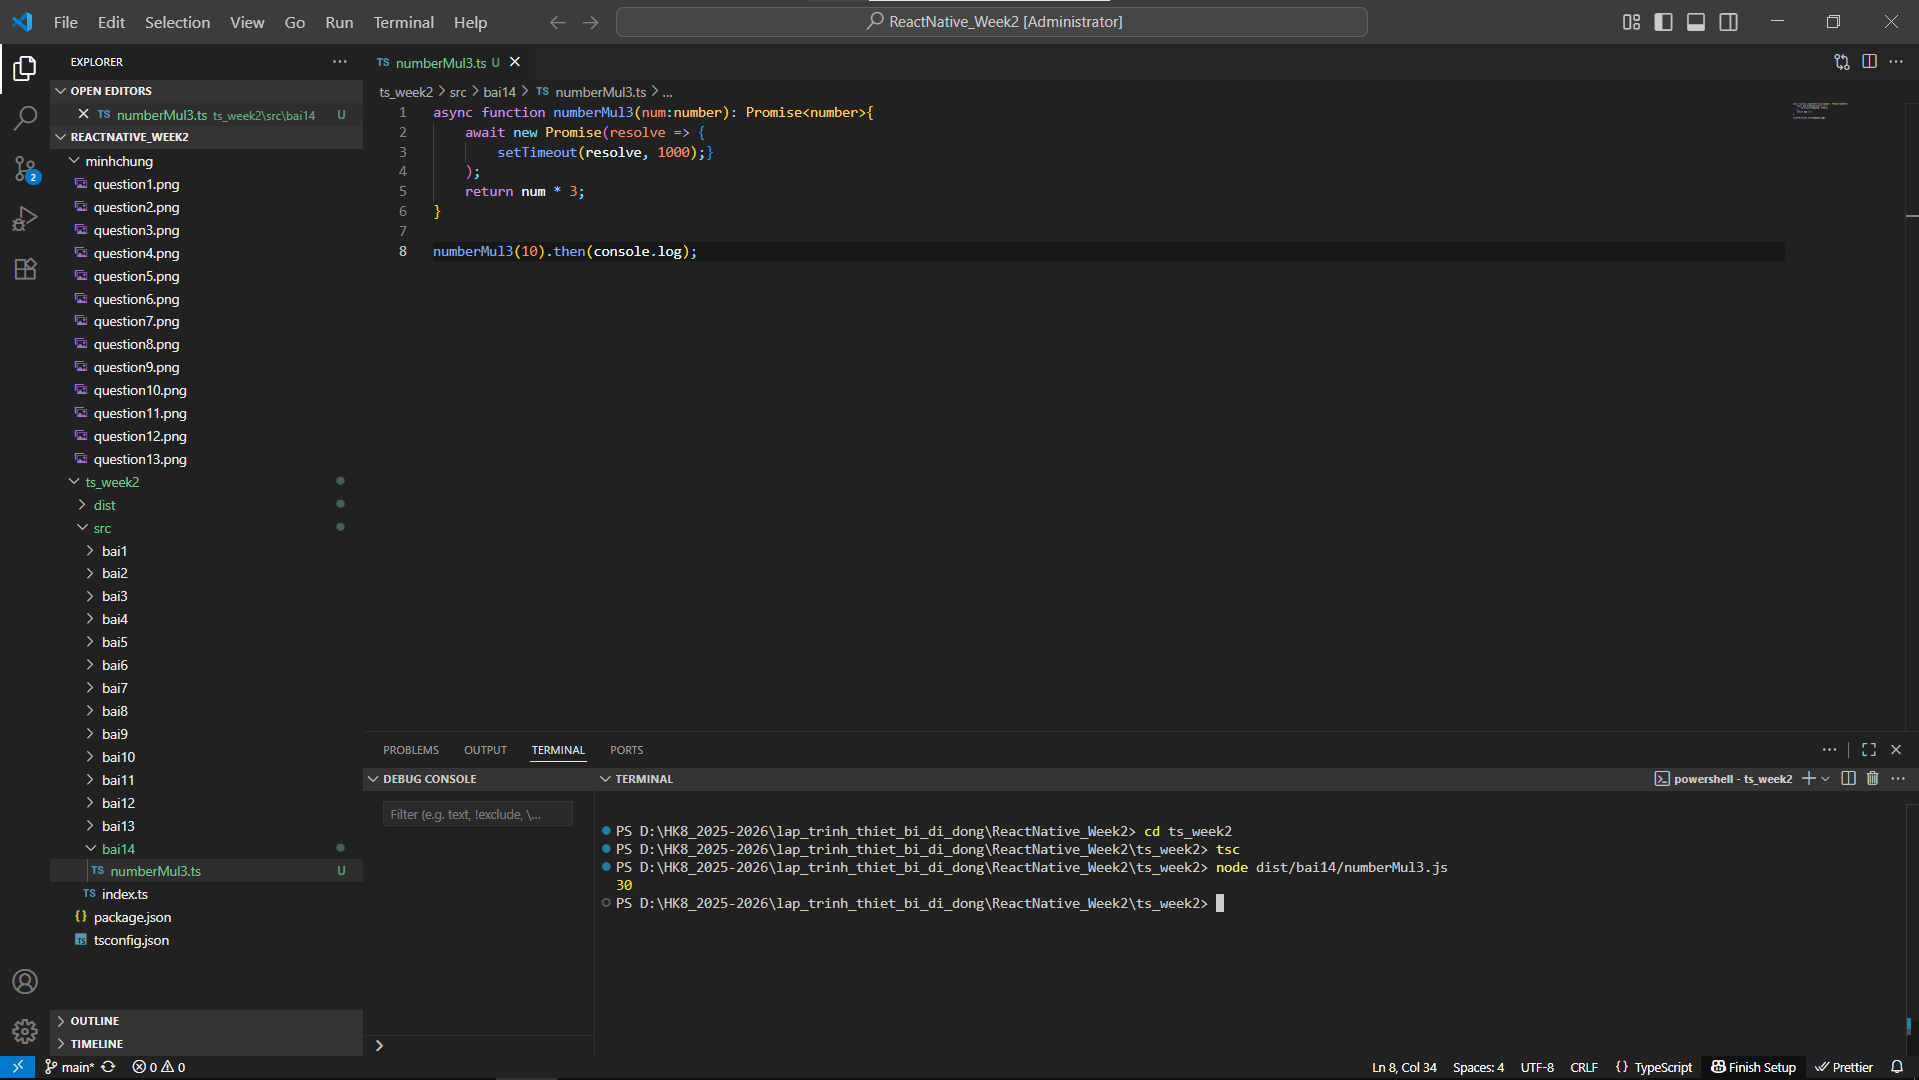 File Edit Selection View Go Run Terminal Help
ReactNative_Week2 [Administrator]
EXPLORER
OPEN EDITORS
TS numberMul3.ts ts_week2\src\bai14 U
REACTNATIVE_WEEK2
minhchung
question1.png
question2.png
question3.png
question4.png
question5.png
question6.png
question7.png
question8.png
question9.png
question10.png
question11.png
question12.png
question13.png
ts_week2
dist
src
bai1
bai2
bai3
bai4
bai5
bai6
bai7
bai8
bai9
bai10
bai11
bai12
bai13
bai14
TS numberMul3.ts U
TS index.ts
{} package.json
TS tsconfig.json
OUTLINE
TIMELINE
2
TS numberMul3.ts U
ts_week2 > src > bai14 > TS numberMul3.ts > ...
1 async function numberMul3(num:number): Promise<number>{
2 await new Promise(resolve => {
3 setTimeout(resolve, 1000);}
4 );
5 return num * 3;
6 }
7
8 numberMul3(10).then(console.log);
PROBLEMS OUTPUT TERMINAL PORTS
DEBUG CONSOLE
Filter (e.g. text, !exclude, \...
TERMINAL
powershell - ts_week2
PS D:\HK8_2025-2026\lap_trinh_thiet_bi_di_dong\ReactNative_Week2> cd ts_week2
PS D:\HK8_2025-2026\lap_trinh_thiet_bi_di_dong\ReactNative_Week2\ts_week2> tsc
PS D:\HK8_2025-2026\lap_trinh_thiet_bi_di_dong\ReactNative_Week2\ts_week2> node dist/bai14/numberMul3.js
30
PS D:\HK8_2025-2026\lap_trinh_thiet_bi_di_dong\ReactNative_Week2\ts_week2>
main* 0 0
Ln 8, Col 34 Spaces: 4 UTF-8 CRLF {} TypeScript Finish Setup Prettier